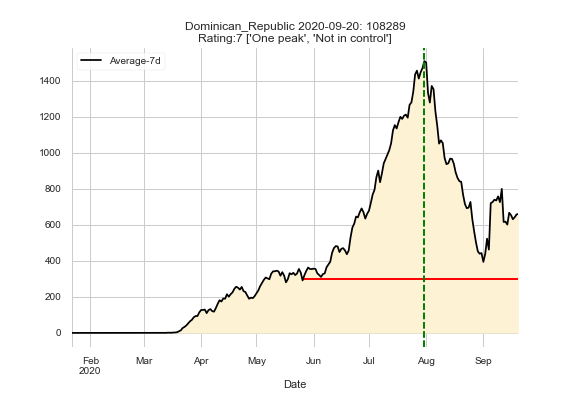 Dominican_Republic 2020-09-20: 108289
Rating:7 ['One peak', 'Not in control']
Average-7d
1400
1200
1000
800
600
400
200
0
Feb Mar Apr May Jun Jul Aug Sep
2020
Date